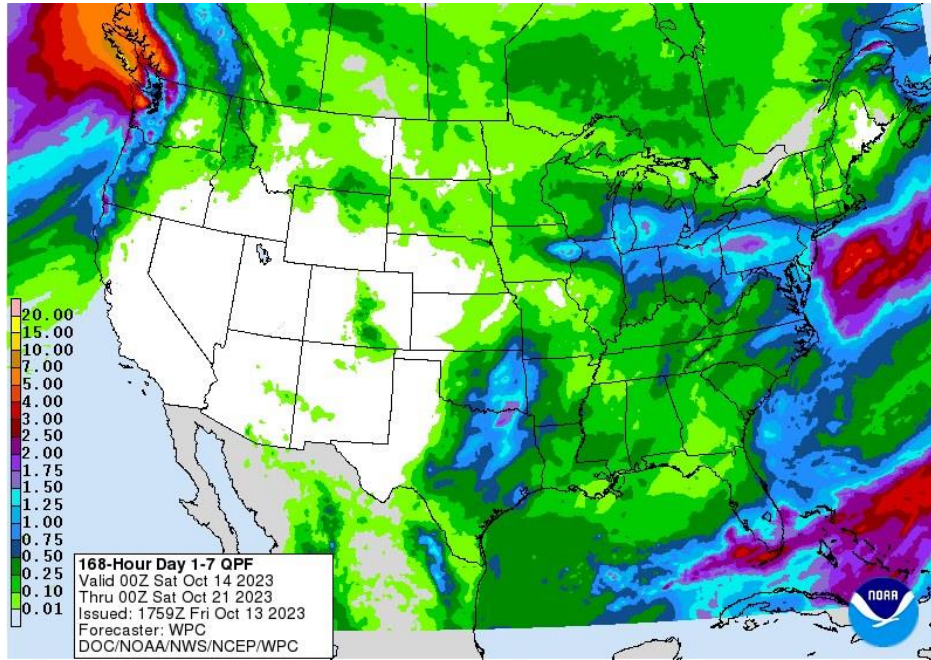 20.00
15.00
10.00
7.00
5.00
4.00
3.00
2.50
2.00
1.75
1.50
1.25
1.00
0.75
0.50
0.25
0.10
0.01
168-Hour Day 1-7 QPF
Valid 00Z Sat Oct 14 2023
Thru 00Z Sat Oct 21 2023
Issued: 1759Z Fri Oct 13 2023
Forecaster: WPC
DOC/NOAA/NWS/NCEP/WPC
NOAA